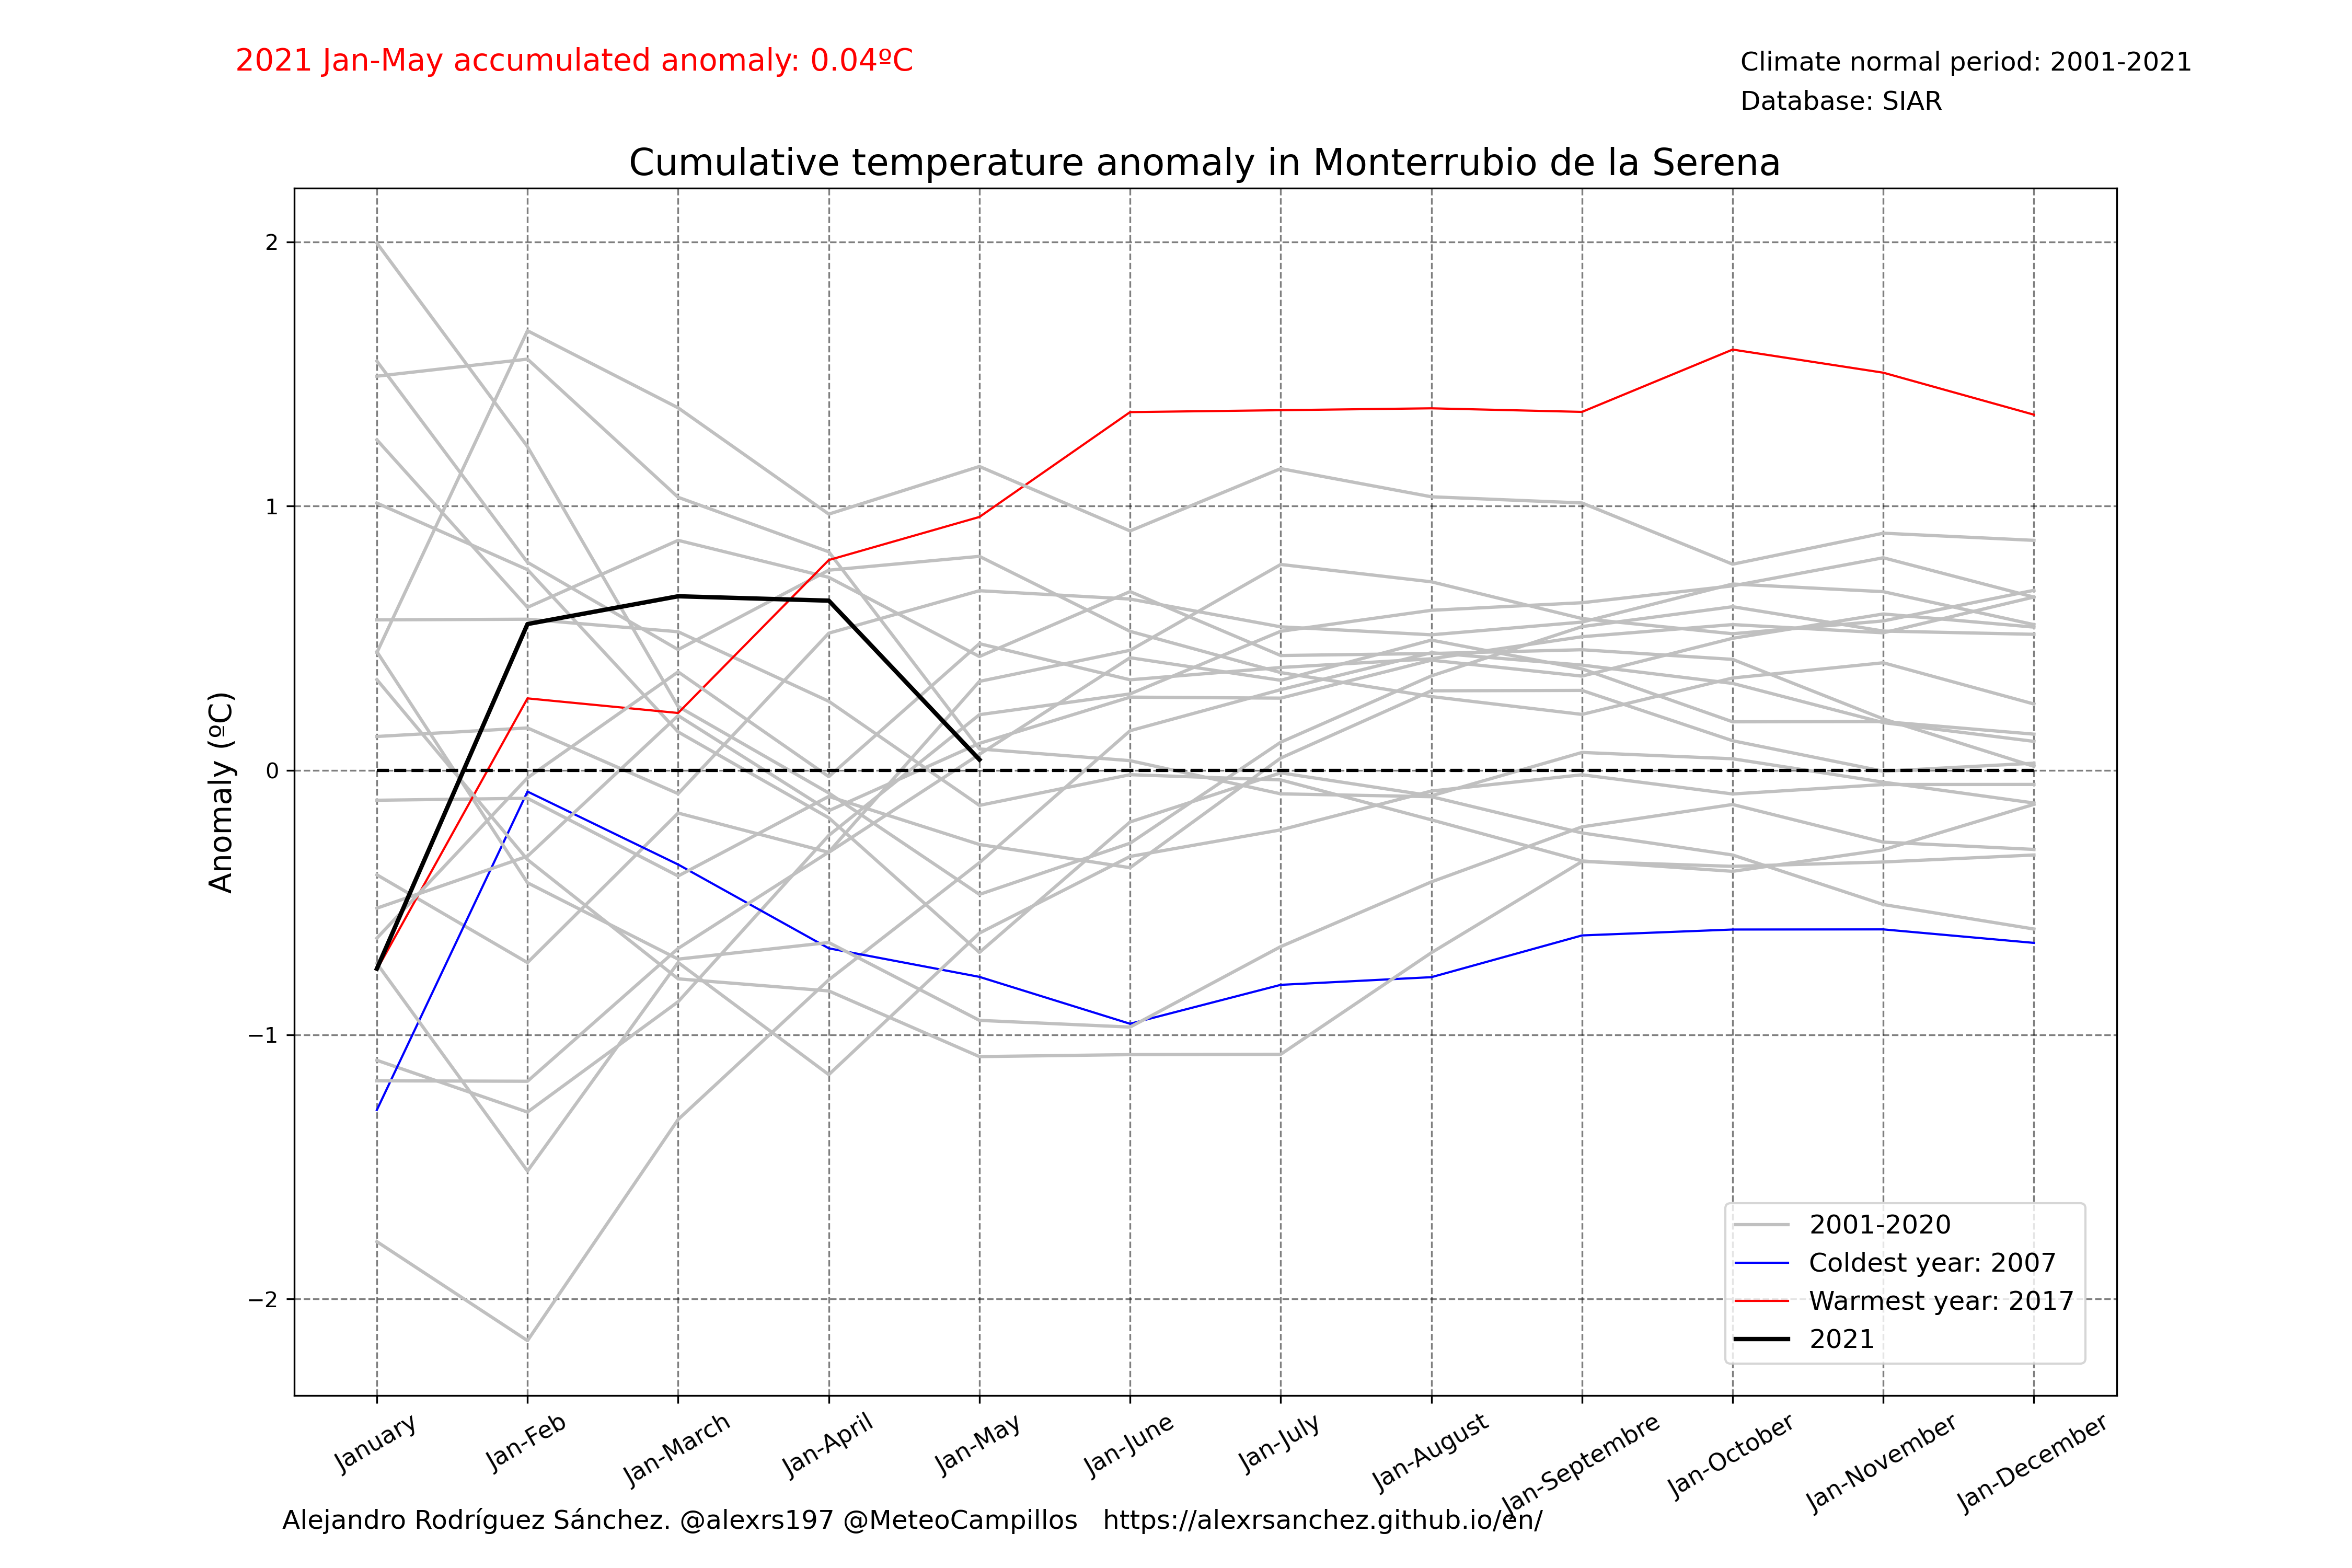 2021 Jan-May accumulated anomaly: 0.04ºC
Climate normal period: 2001-2021
Database: SIAR
Cumulative temperature anomaly in Monterrubio de la Serena
Anomaly (ºC)
2
1
0
−1
−2
2001-2020
Coldest year: 2007
Warmest year: 2017
2021
January
Jan-Feb
Jan-March
Jan-April
Jan-May
Jan-June
Jan-July
Jan-August
Jan-Septembre
Jan-October
Jan-November
Jan-December
Alejandro Rodríguez Sánchez. @alexrs197 @MeteoCampillos https://alexrsanchez.github.io/en/